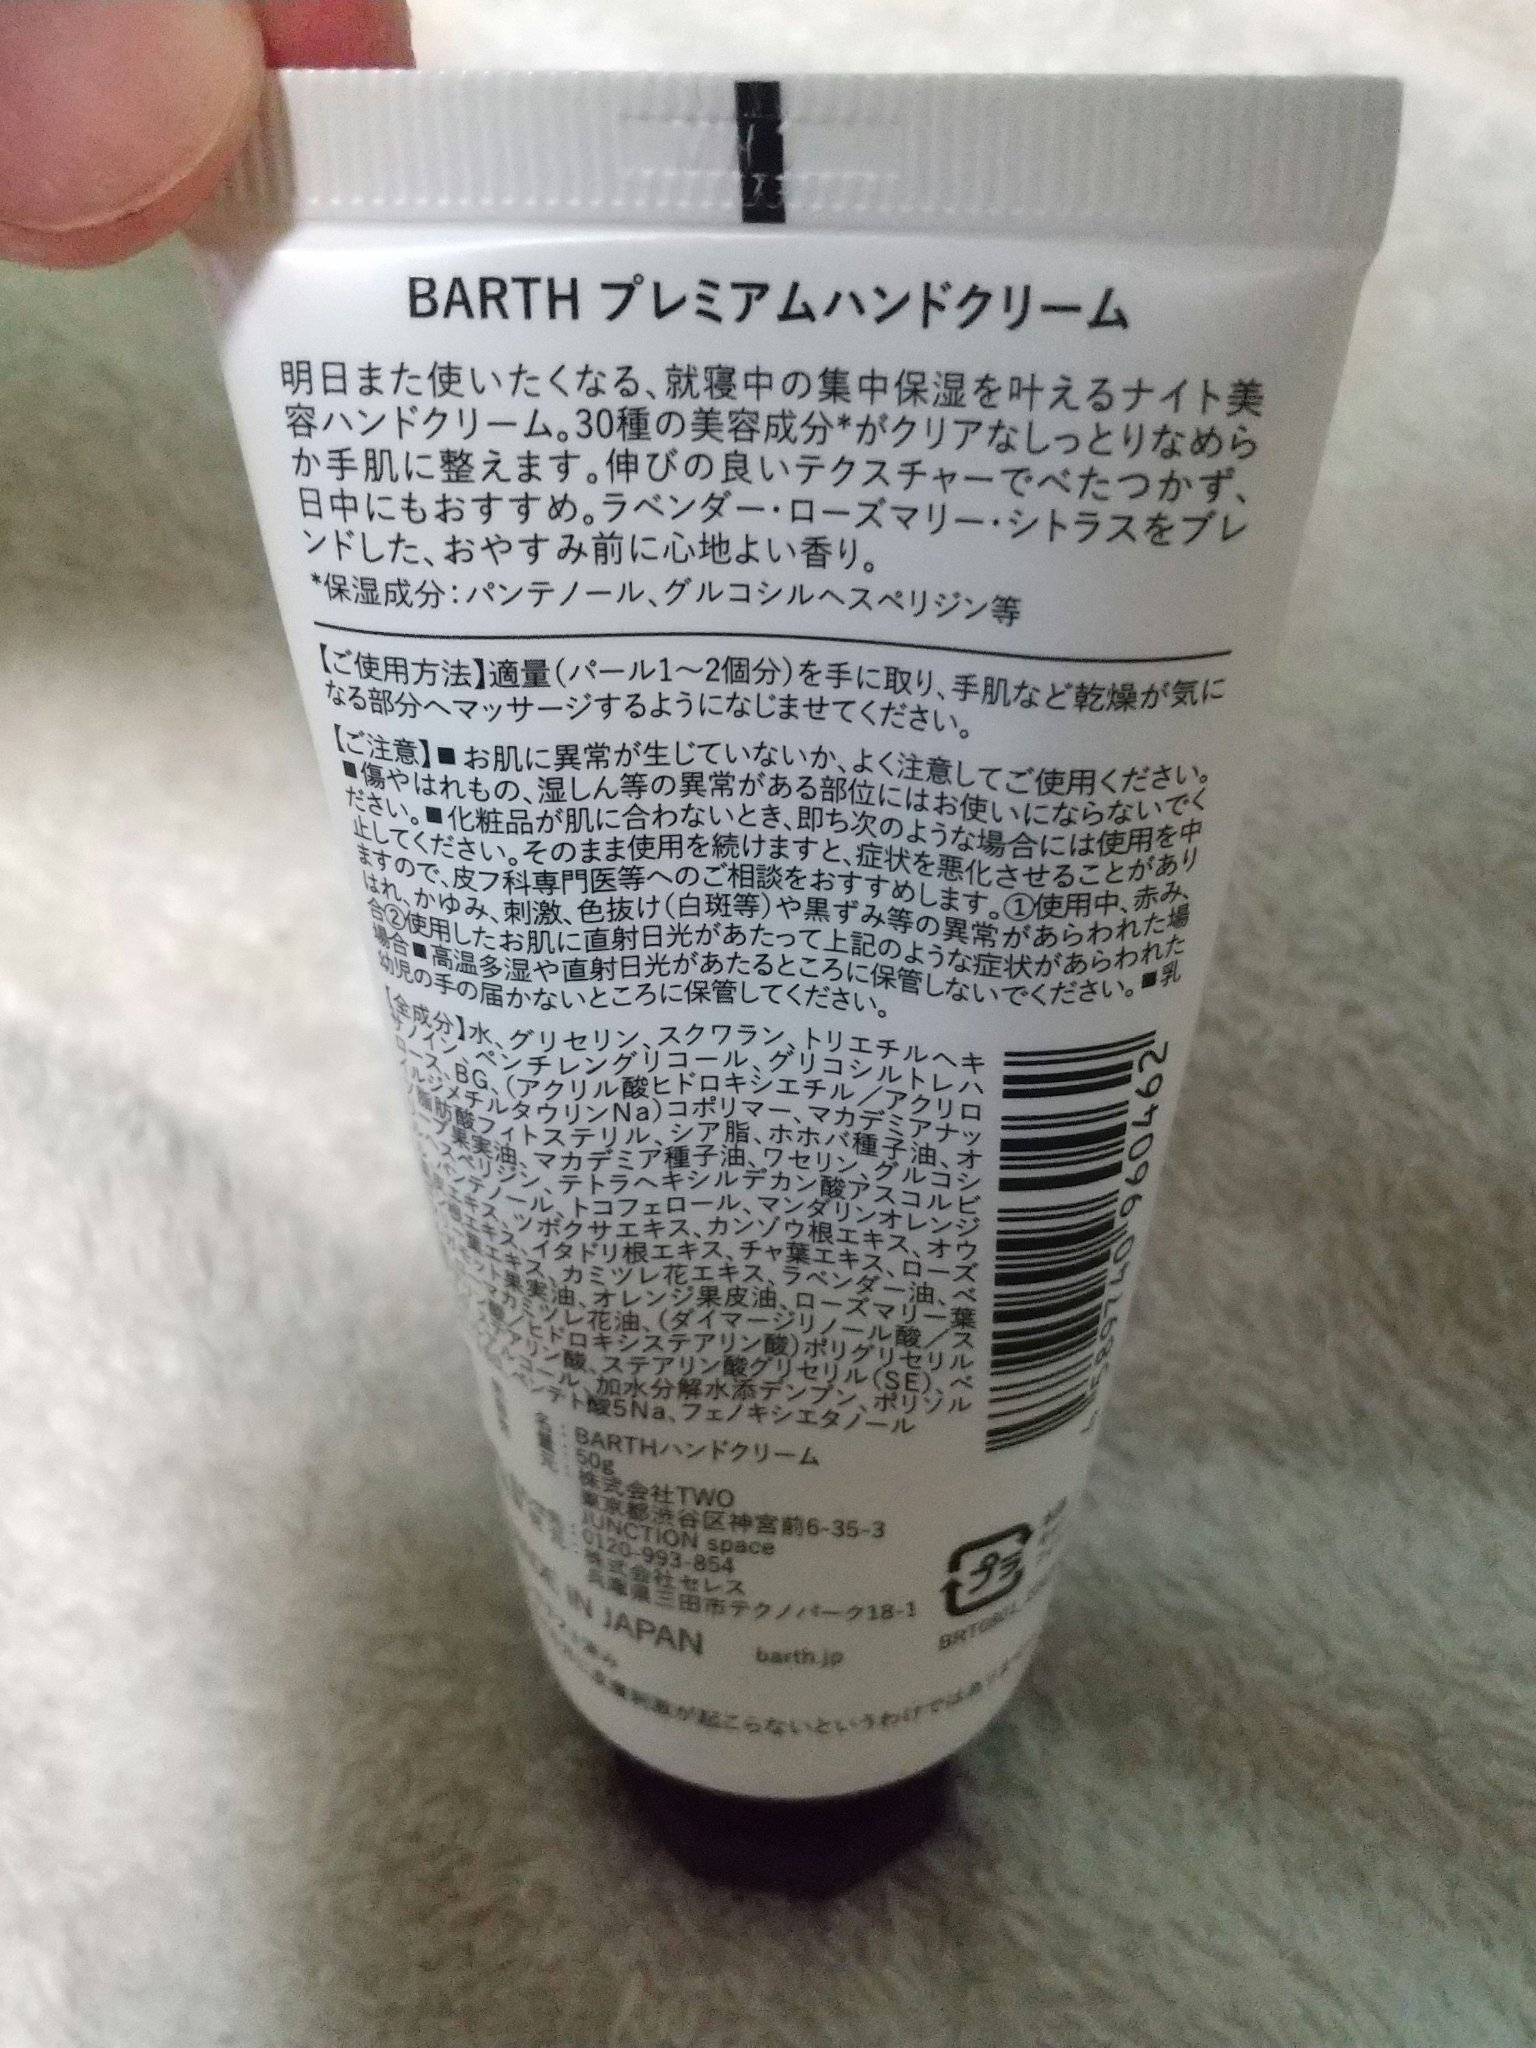 BARTH プレミアムハンドクリーム
明日また使いたくなる、就寝中の集中保湿を叶えるナイト美
容ハンドクリーム。30種の美容成分*がクリアなしっとりなめら
か手肌に整えます。伸びの良いテクスチャーでべたつかず、
日中にもおすすめ。ラベンダー・ローズマリー・シトラスをブレ
ンドした、おやすみ前に心地よい香り。
*保湿成分:パンテノール、グルコシルヘスペリジン等
【ご使用方法】適量(パール1〜2個分)を手に取り、手肌など乾燥が気に
なる部分へマッサージするようになじませてください。
【ご注意】■お肌に異常が生じていないか、よく注意してご使用ください。
■傷やはれもの、湿しん等の異常がある部位にはお使いにならないでく
ださい。■化粧品が肌に合わないとき、即ち次のような場合には使用を中
止してください。そのまま使用を続けますと、症状を悪化させることがあり
ますので、皮フ科専門医等へのご相談をおすすめします。①使用中、赤み、
はれ、かゆみ、刺激、色抜け(白斑等)や黒ずみ等の異常があらわれた場
合②使用したお肌に直射日光があたって上記のような症状があらわれた
場合■高温多湿や直射日光があたるところに保管しないでください。■乳
幼児の手の届かないところに保管してください。
【全成分】水、グリセリン、スクワラン、トリエチルヘキ
サノイン、ペンチレングリコール、グリコシルトレハ
ロース、BG、(アクリル酸ヒドロキシエチル/アクリロ
イルジメチルタウリンNa)コポリマー、マカデミアナッ
脂肪酸フィトステリル、シア脂、ホホバ種子油、オ
果実油、マカデミア種子油、ワセリン、グルコシ
ペリジン、テトラヘキシルデカン酸アスコルビ
テノール、トコフェロール、マンダリンオレンジ
エキス、ツボクサエキス、カンゾウ根エキス、オウ
エキス、イタドリ根エキス、チャ葉エキス、ローズ
エキス、カミツレ花エキス、ラベンダー油、ベ
果実油、オレンジ果皮油、ローズマリー葉
カミツレ花油、(ダイマージリノール酸/ス
ヒドロキシステアリン酸)ポリグリセリル
アリン酸、ステアリン酸グリセリル(SE)、ベ
コール、加水分解水添デンプン、ポリソル
ペンテト酸5Na、フェノキシエタノール
BARTHハンドクリーム
50g
株式会社TWO
東京都渋谷区神宮前6-35-3
JUNCTION space
0120-993-854
株式会社セレス
兵庫県三田市テクノパーク18-1
IN JAPAN
barth.jp
プラ
刺激が起こらないというわけではあり